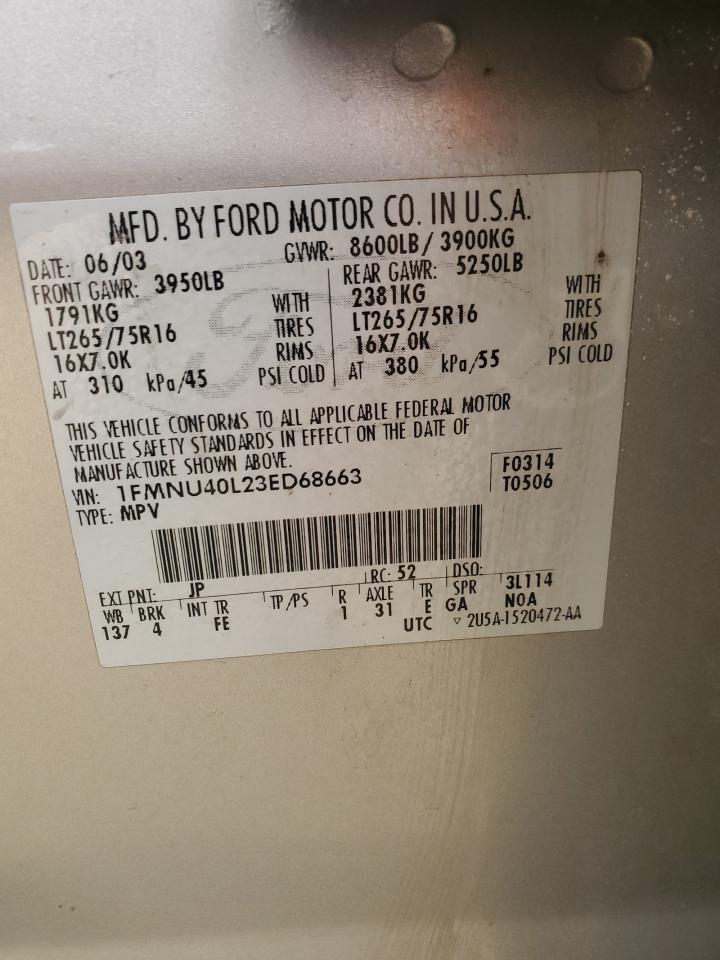 MFD. BY FORD MOTOR CO. IN U.S.A.
DATE: 06/03 GVWR: 8600LB/ 3900KG
FRONT GAWR: 3950LB REAR GAWR: 5250LB
1791KG WITH 2381KG WITH
LT265/75R16 TIRES LT265/75R16 TIRES
16X7.0K RIMS 16X7.0K RIMS
AT 310 kPa/45 PSI COLD AT 380 kPa/55 PSI COLD
THIS VEHICLE CONFORMS TO ALL APPLICABLE FEDERAL MOTOR
VEHICLE SAFETY STANDARDS IN EFFECT ON THE DATE OF
MANUFACTURE SHOWN ABOVE.
VIN: 1FMNU40L23ED68663 F0314
TYPE: MPV T0506
EXT PNT: JP RC: 52 DSO:
WB BRK INT TR TP/PS R AXLE TR SPR 3L114
137 4 FE 1 31 E GA NOA
UTC ▽ 2U5A-1520472-AA